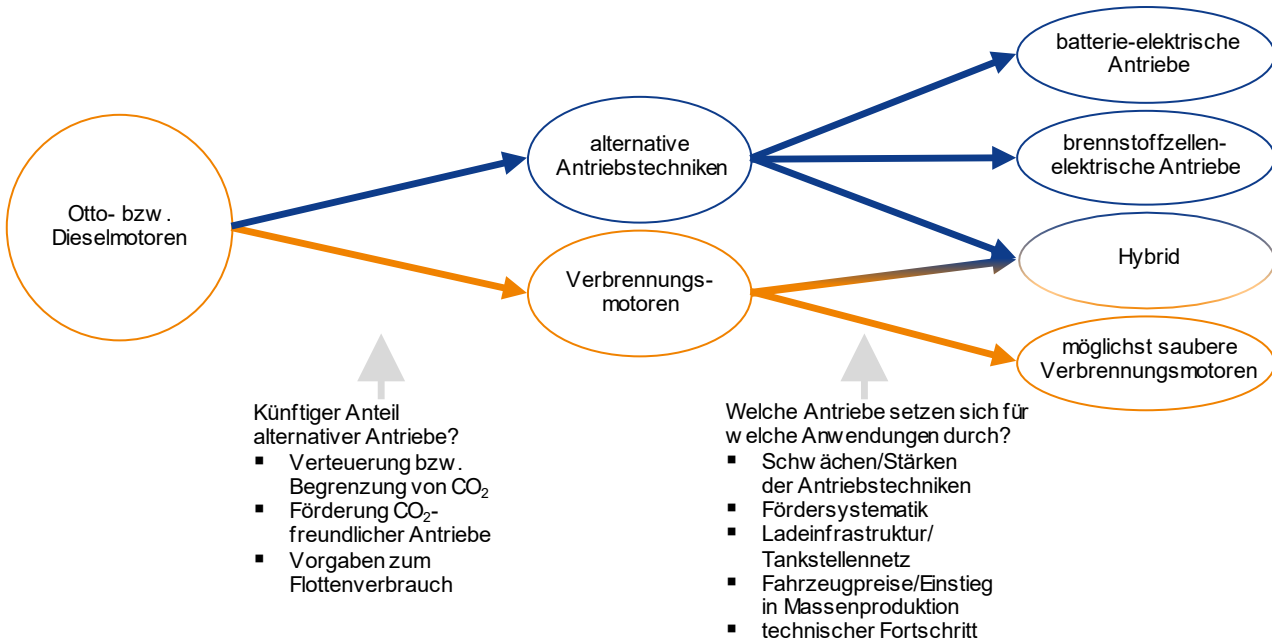 Otto- bzw.
Dieselmotoren
alternative
Antriebstechniken
Verbrennungs-
motoren
batterie-elektrische
Antriebe
brennstoffzellen-
elektrische Antriebe
Hybrid
möglichst saubere
Verbrennungsmotoren
Künftiger Anteil
alternativer Antriebe?
▪ Verteuerung bzw.
Begrenzung von CO₂
▪ Förderung CO₂-
freundlicher Antriebe
▪ Vorgaben zum
Flottenverbrauch
Welche Antriebe setzen sich für
welche Anwendungen durch?
▪ Schwächen/Stärken
der Antriebstechniken
▪ Fördersystematik
▪ Ladeinfrastruktur/
Tankstellennetz
▪ Fahrzeugpreise/Einstieg
in Massenproduktion
▪ technischer Fortschritt